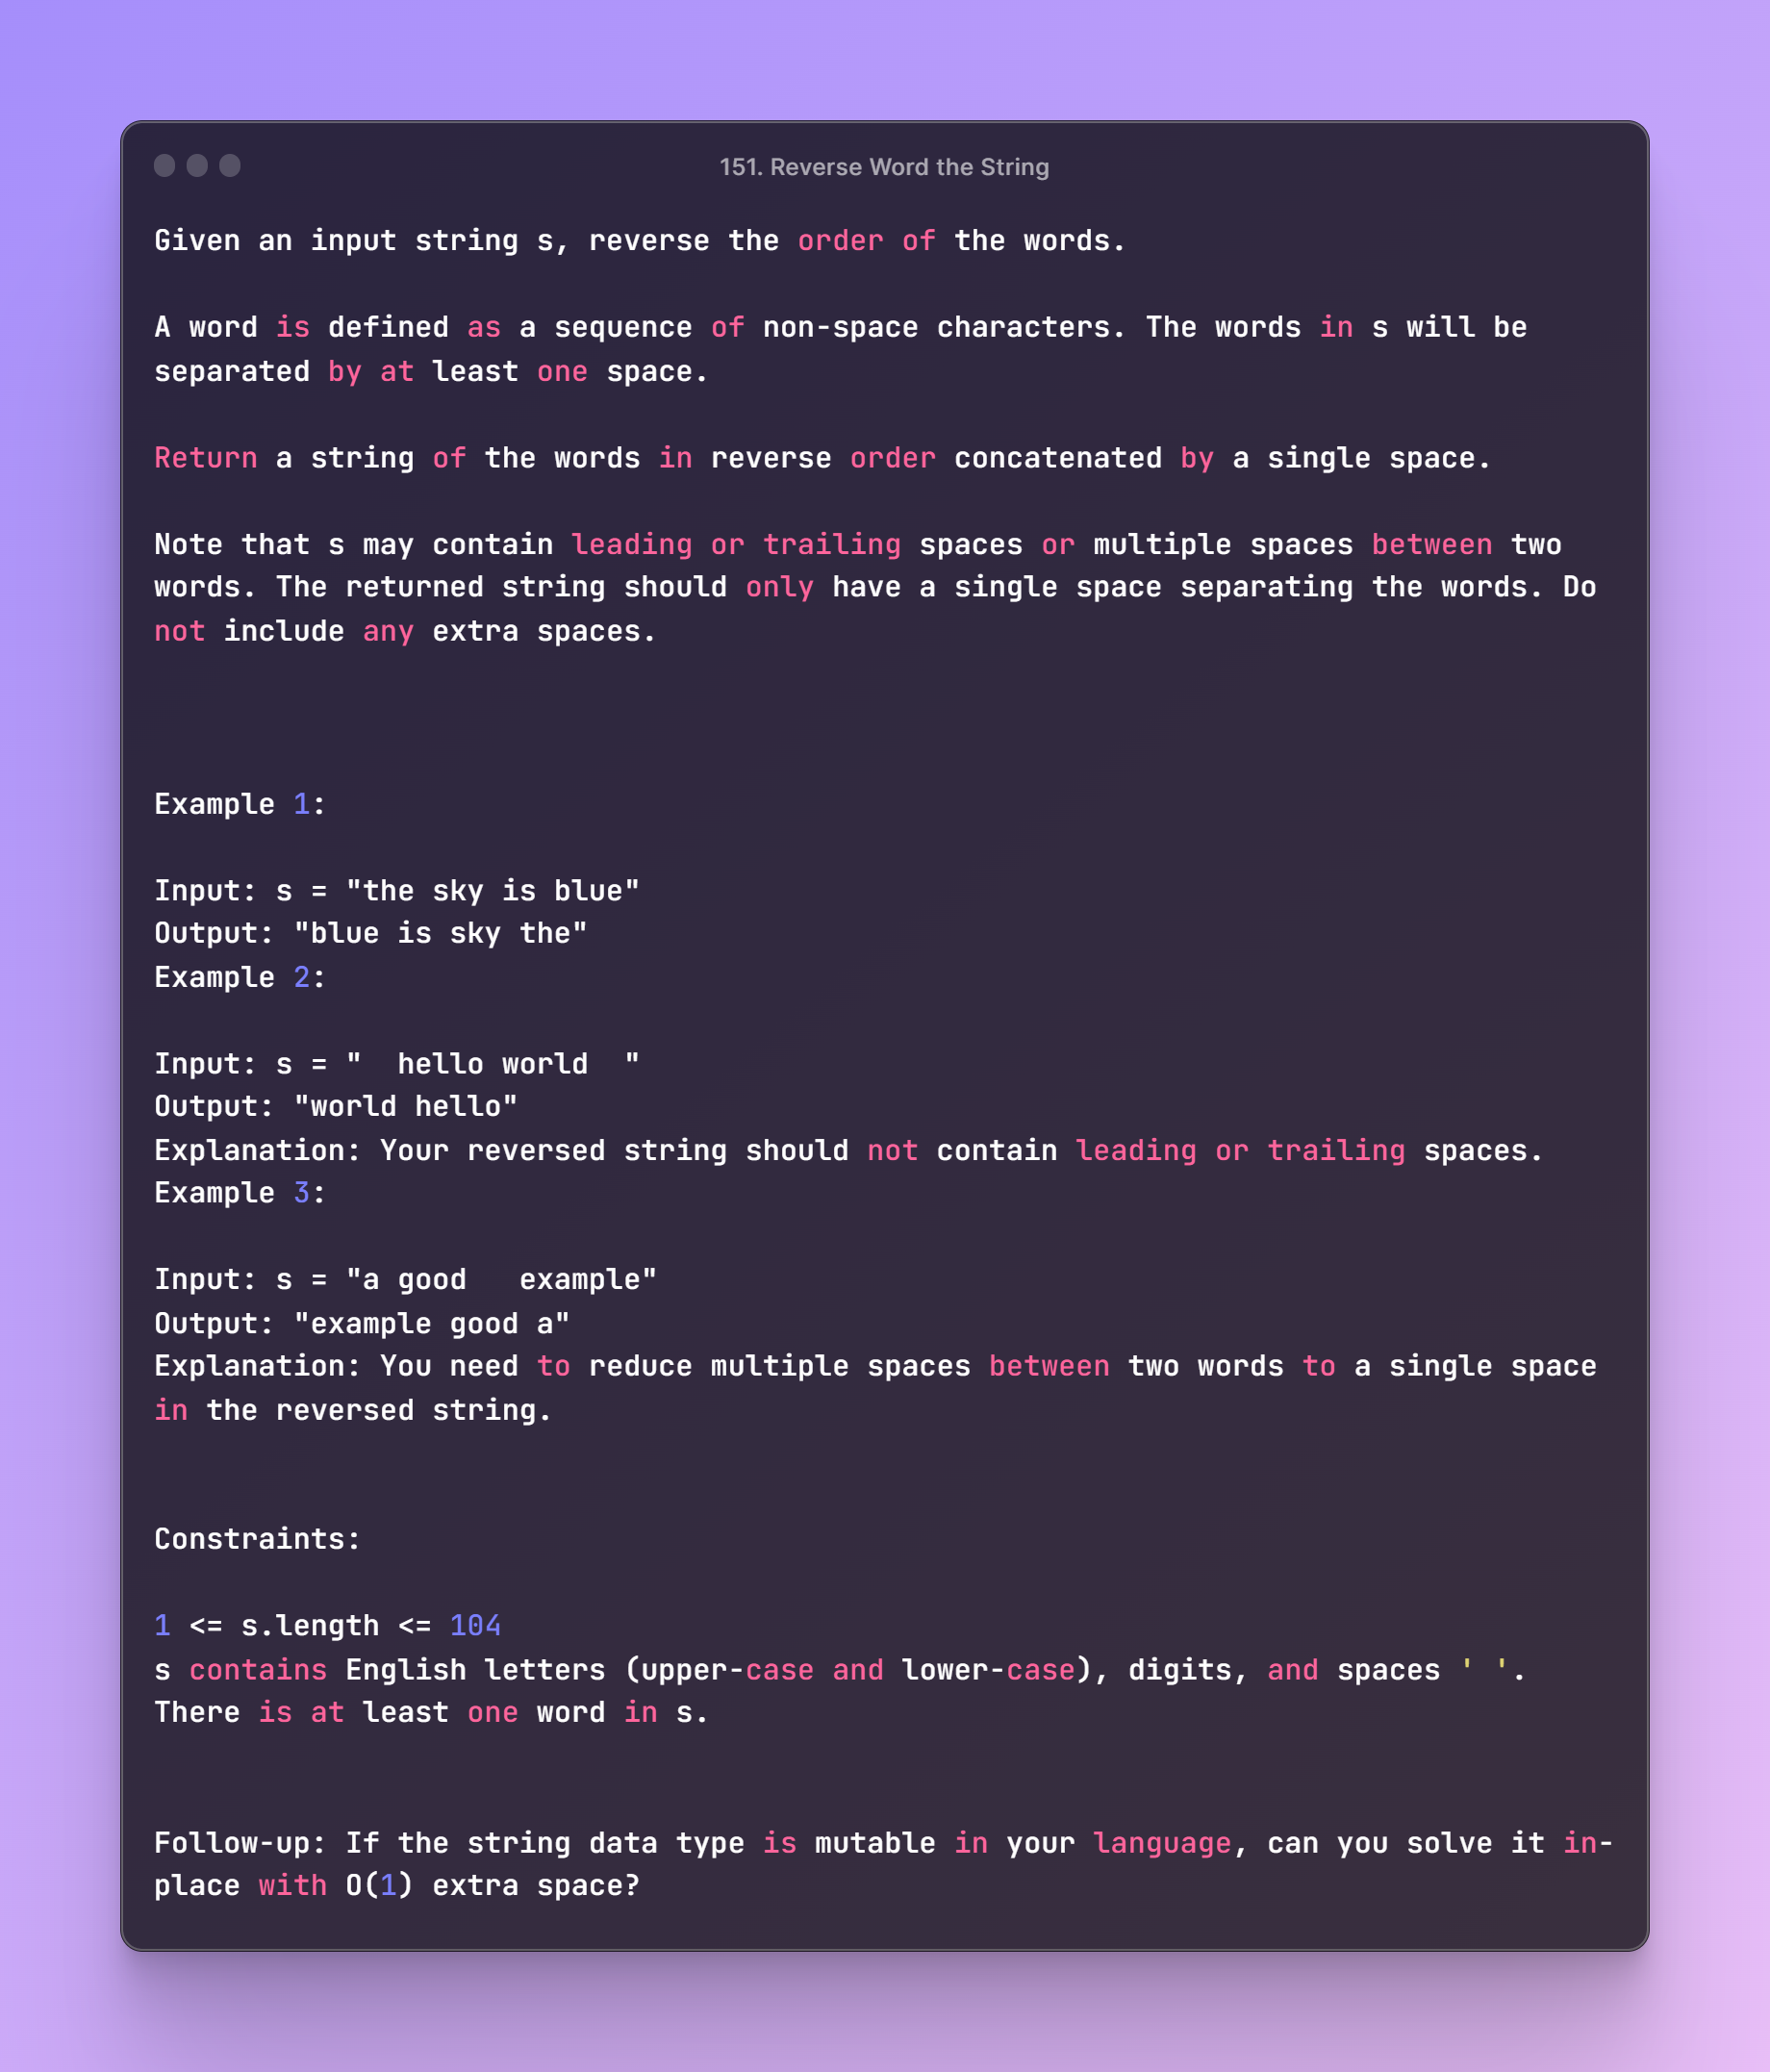 151. Reverse Word the String
Given an input string s, reverse the order of the words.
A word is defined as a sequence of non-space characters. The words in s will be
separated by at least one space.
Return a string of the words in reverse order concatenated by a single space.
Note that s may contain leading or trailing spaces or multiple spaces between two
words. The returned string should only have a single space separating the words. Do
not include any extra spaces.
Example 1:
Input: s = "the sky is blue"
Output: "blue is sky the"
Example 2:
Input: s = "  hello world  "
Output: "world hello"
Explanation: Your reversed string should not contain leading or trailing spaces.
Example 3:
Input: s = "a good   example"
Output: "example good a"
Explanation: You need to reduce multiple spaces between two words to a single space
in the reversed string.
Constraints:
1 <= s.length <= 104
s contains English letters (upper-case and lower-case), digits, and spaces ' '.
There is at least one word in s.
Follow-up: If the string data type is mutable in your language, can you solve it in-
place with O(1) extra space?